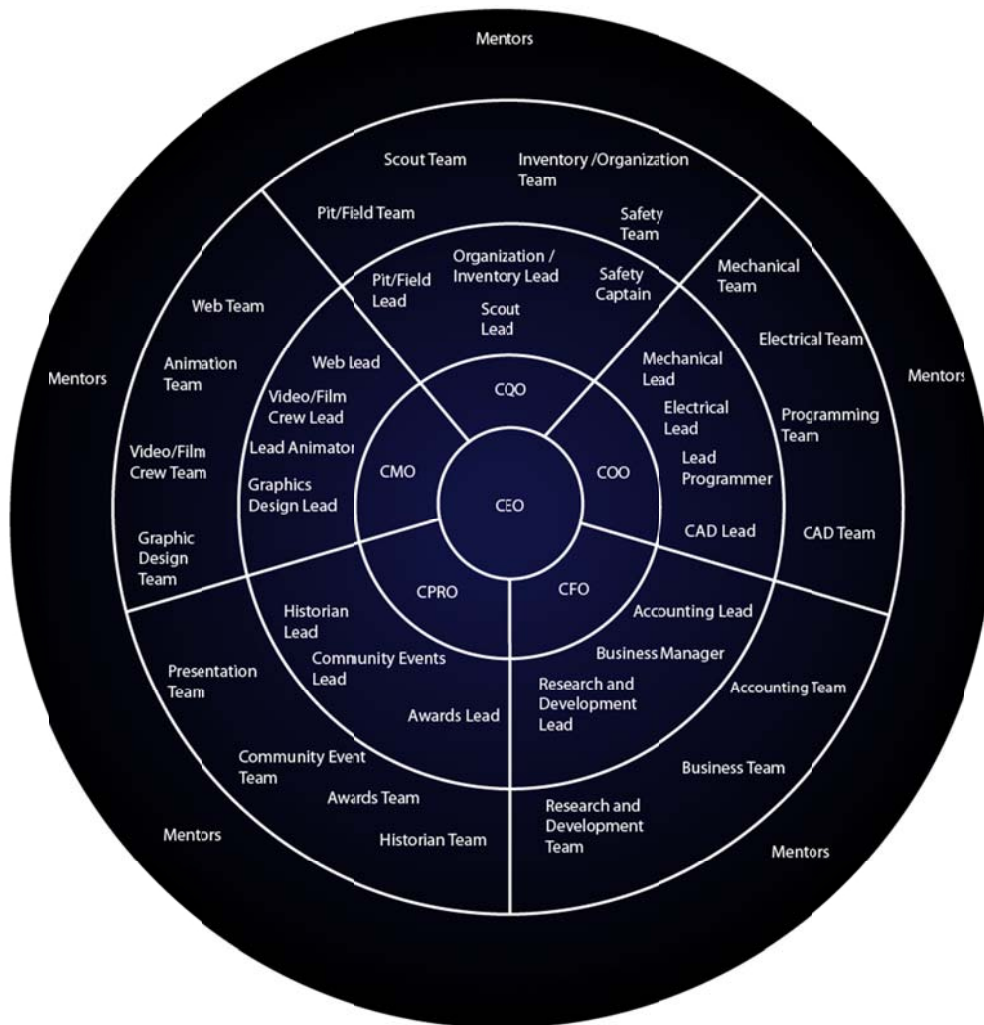 Mentors
Scout Team
Inventory /Organization
Team
Pit/Field Team
Safety
Team
Organization /
Inventory Lead
Pit/Field
Lead
Safety
Captain
Scout
Lead
Mechanical
Team
Web Team
Electrical Team
Animation
Team
Web Lead
Mechanical
Lead
Mentors
Mentors
CQO
Video/Film
Crew Lead
Electrical
Lead
Programming
Team
Video/Film
Crew Team
Lead Animator
CMO
COO
Lead
Programmer
Graphics
Design Lead
CEO
CAD Lead
CAD Team
Graphic
Design
Team
CPRO
CFO
Historian
Lead
Accounting Lead
Community Events
Lead
Business Manager
Presentation
Team
Research and
Development
Lead
Accounting Team
Awards Lead
Community Event
Team
Business Team
Awards Team
Research and
Development
Team
Historian Team
Mentors
Mentors